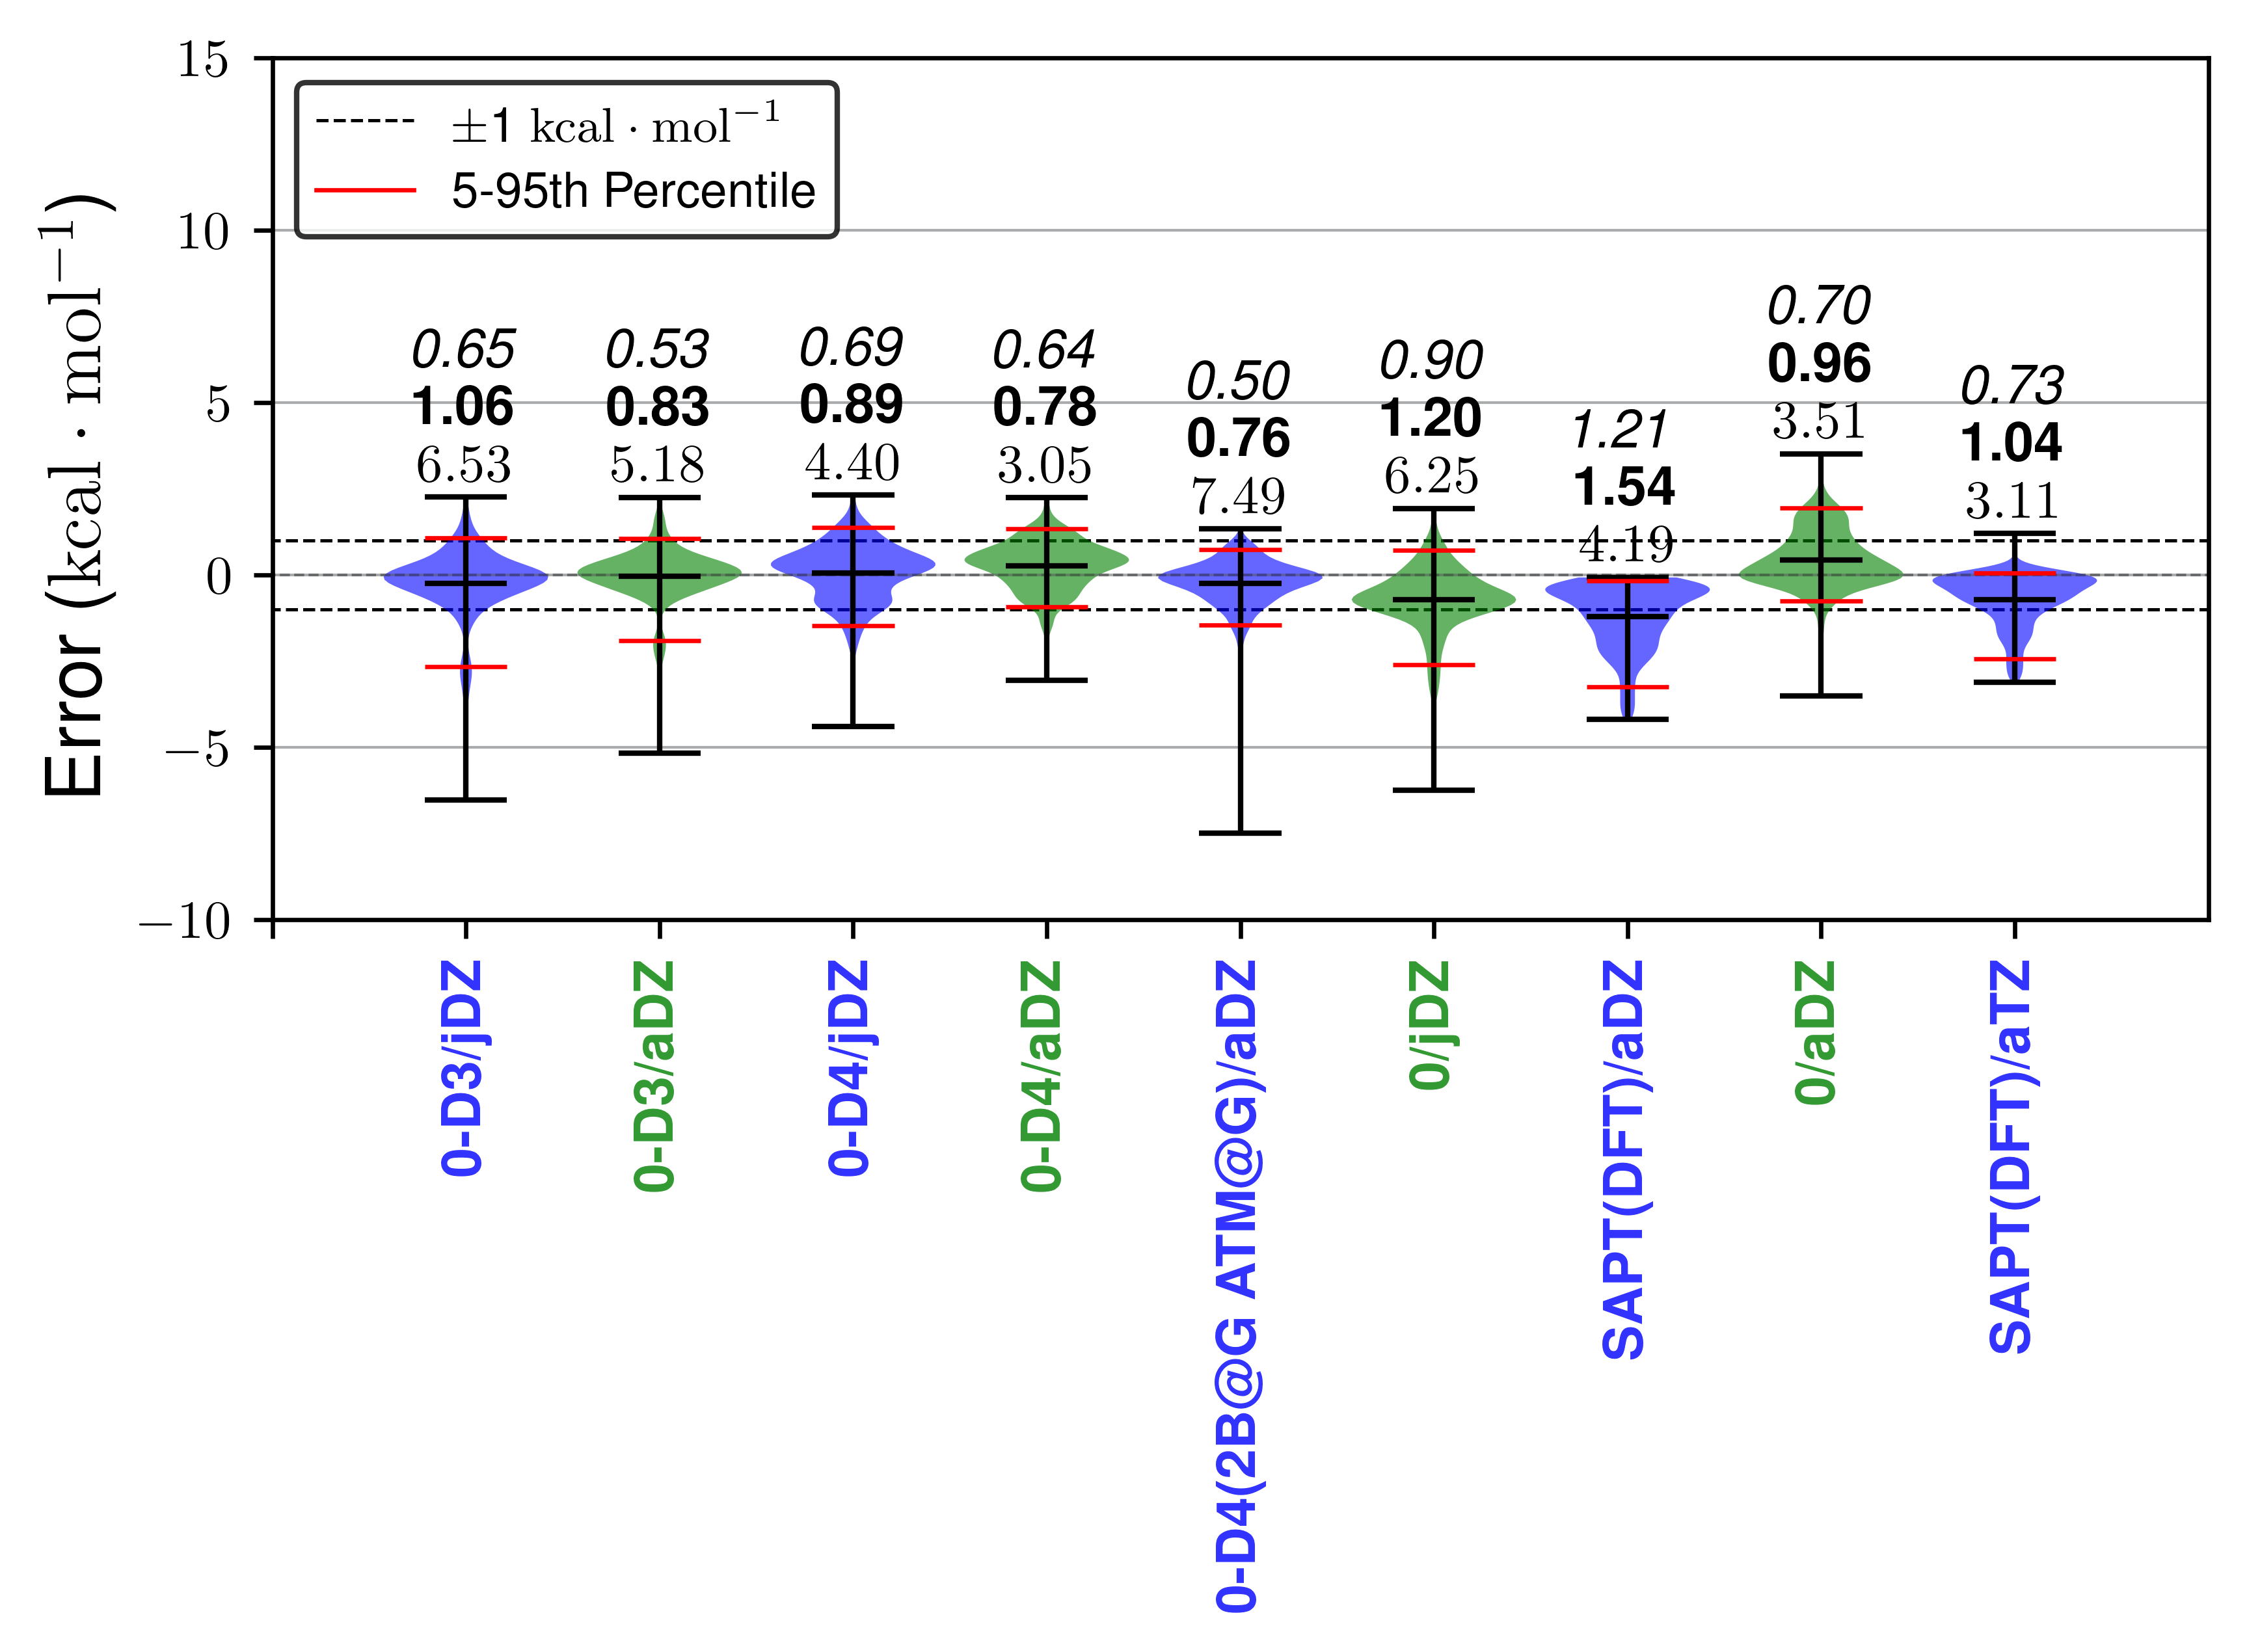 Error (kcal · mol⁻¹)
15
10
5
0
−5
−10
±1 kcal · mol⁻¹
5-95th Percentile
0.65
1.06
6.53
0.53
0.83
5.18
0.69
0.89
4.40
0.64
0.78
3.05
0.50
0.76
7.49
0.90
1.20
6.25
1.21
1.54
4.19
0.70
0.96
3.51
0.73
1.04
3.11
0-D3/jDZ
0-D3/aDZ
0-D4/jDZ
0-D4/aDZ
0-D4(2B@G ATM@G)/aDZ
0/jDZ
SAPT(DFT)/aDZ
0/aDZ
SAPT(DFT)/aTZ